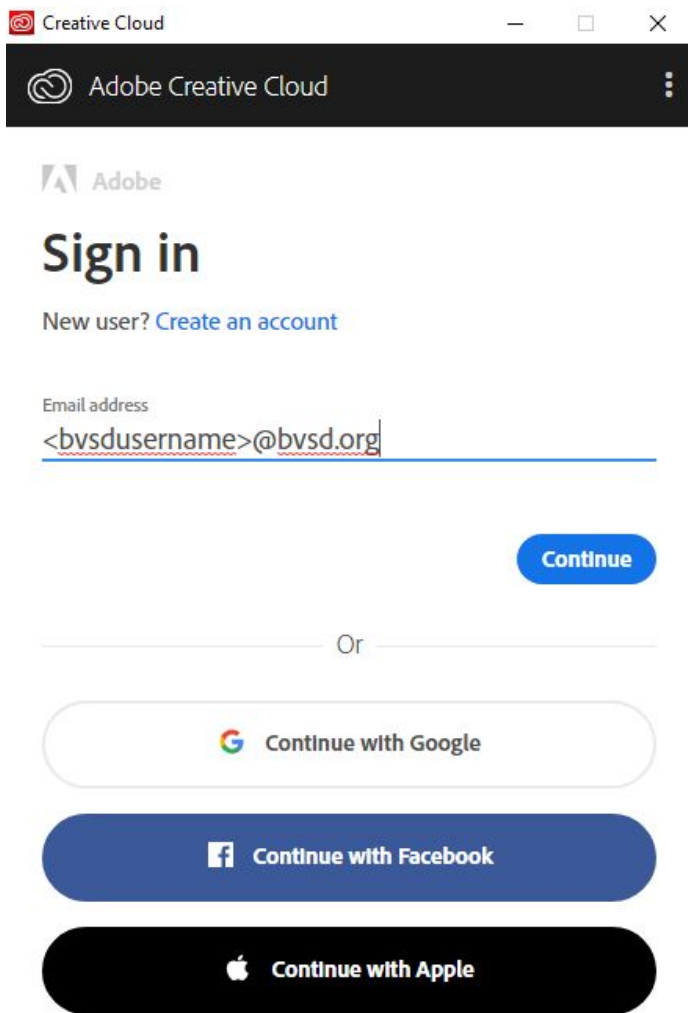 Creative Cloud
Adobe Creative Cloud
Adobe
Sign in
New user? Create an account
Email address
<bvsdusername>@bvsd.org
Continue
Or
Continue with Google
Continue with Facebook
Continue with Apple